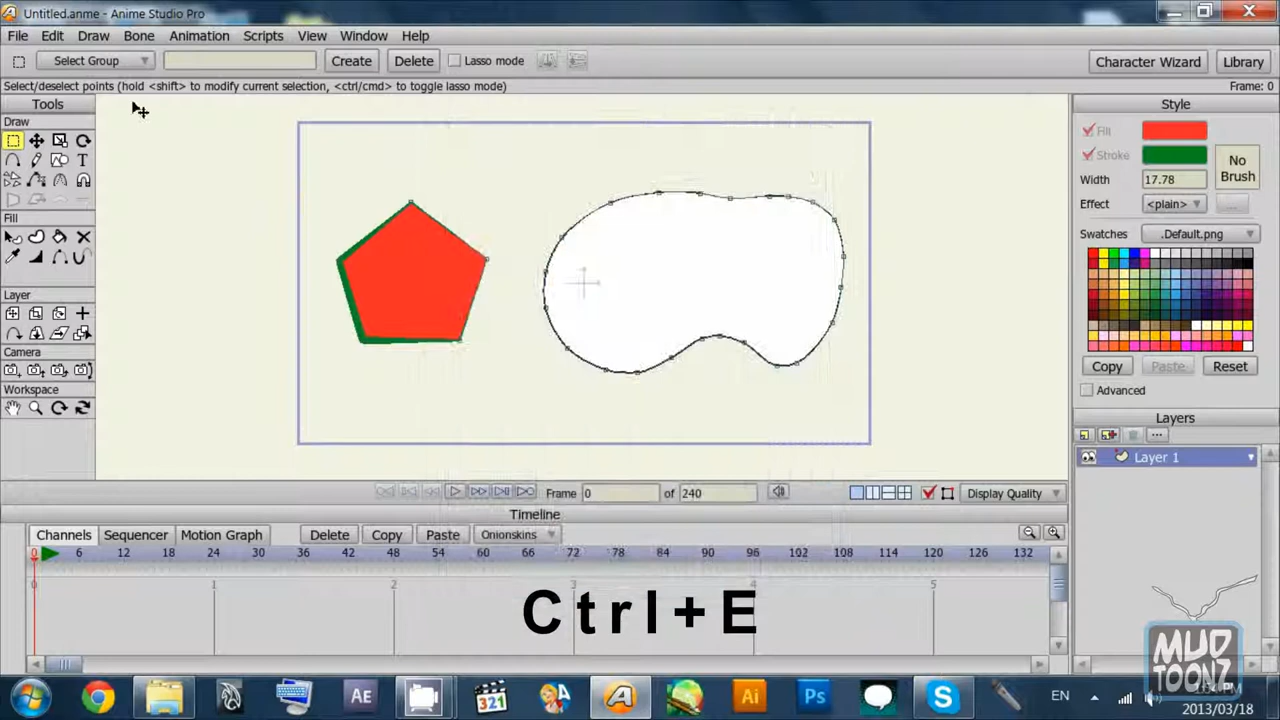 Untitled.anme - Anime Studio Pro
File Edit Draw Bone Animation Scripts View Window Help
Select Group Create Delete Lasso mode Character Wizard Library
Select/deselect points (hold <shift> to modify current selection, <ctrl/cmd> to toggle lasso mode) Frame: 0
Tools
Draw
T
Fill
Layer
Camera
Workspace
Style
Fill
Stroke
No Brush
Width 17.78
Effect <plain> ...
Swatches .Default.png
Copy Paste Reset
Advanced
Layers
Layer 1
Frame 0 of 240 Display Quality
Timeline
Channels Sequencer Motion Graph Delete Copy Paste Onionskins
0 6 12 18 24 30 36 42 48 54 60 66 72 78 84 90 96 102 108 114 120 126 132
0 1 2 3 4 5
Ctrl+E
MUD
TOONZ
AE 321 Ai Ps EN
2013/03/18